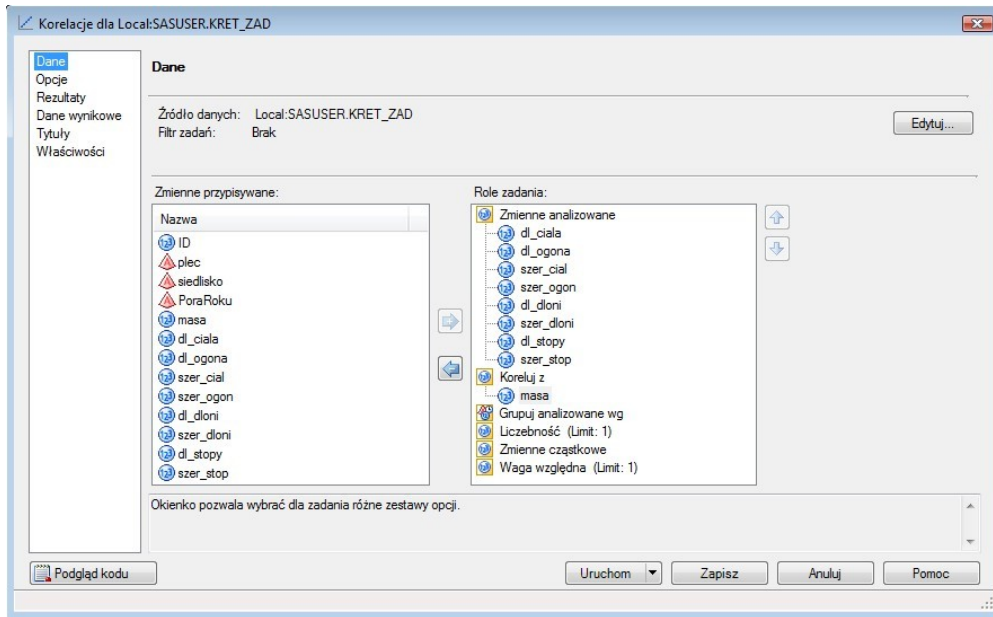 Korelacje dla Local:SASUSER.KRET_ZAD
Dane
Opcje
Rezultaty
Dane wynikowe
Tytuły
Właściwości
Dane
Źródło danych: Local:SASUSER.KRET_ZAD
Filtr zadań: Brak
Edytuj...
Zmienne przypisywane:
Nazwa
ID
plec
siedlisko
PoraRoku
masa
dl_ciala
dl_ogona
szer_cial
szer_ogon
dl_dloni
szer_dloni
dl_stopy
szer_stop
Role zadania:
Zmienne analizowane
dl_ciala
dl_ogona
szer_cial
szer_ogon
dl_dloni
szer_dloni
dl_stopy
szer_stop
Koreluj z
masa
Grupuj analizowane wg
Liczebność (Limit: 1)
Zmienne cząstkowe
Waga względna (Limit: 1)
Okienko pozwala wybrać dla zadania różne zestawy opcji.
Podgląd kodu
Uruchom
Zapisz
Anuluj
Pomoc